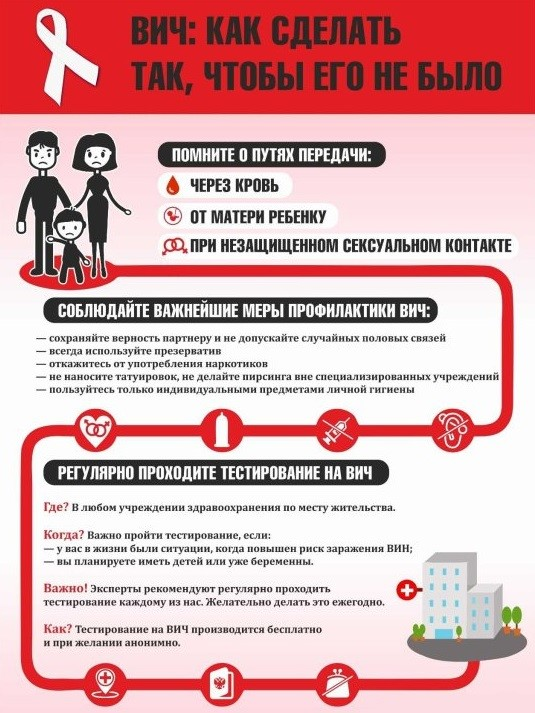 ВИЧ: КАК СДЕЛАТЬ
ТАК, ЧТОБЫ ЕГО НЕ БЫЛО
ПОМНИТЕ О ПУТЯХ ПЕРЕДАЧИ:
ЧЕРЕЗ КРОВЬ
ОТ МАТЕРИ РЕБЕНКУ
ПРИ НЕЗАЩИЩЕННОМ СЕКСУАЛЬНОМ КОНТАКТЕ
СОБЛЮДАЙТЕ ВАЖНЕЙШИЕ МЕРЫ ПРОФИЛАКТИКИ ВИЧ:
— сохраняйте верность партнеру и не допускайте случайных половых связей
— всегда используйте презерватив
— откажитесь от употребления наркотиков
— не наносите татуировок, не делайте пирсинга вне специализированных учреждений
— пользуйтесь только индивидуальными предметами личной гигиены
РЕГУЛЯРНО ПРОХОДИТЕ ТЕСТИРОВАНИЕ НА ВИЧ
Где? В любом учреждении здравоохранения по месту жительства.
Когда? Важно пройти тестирование, если:
— у вас в жизни были ситуации, когда повышен риск заражения ВИН;
— вы планируете иметь детей или уже беременны.
Важно! Эксперты рекомендуют регулярно проходить
тестирование каждому из нас. Желательно делать это ежегодно.
Как? Тестирование на ВИЧ производится бесплатно
и при желании анонимно.